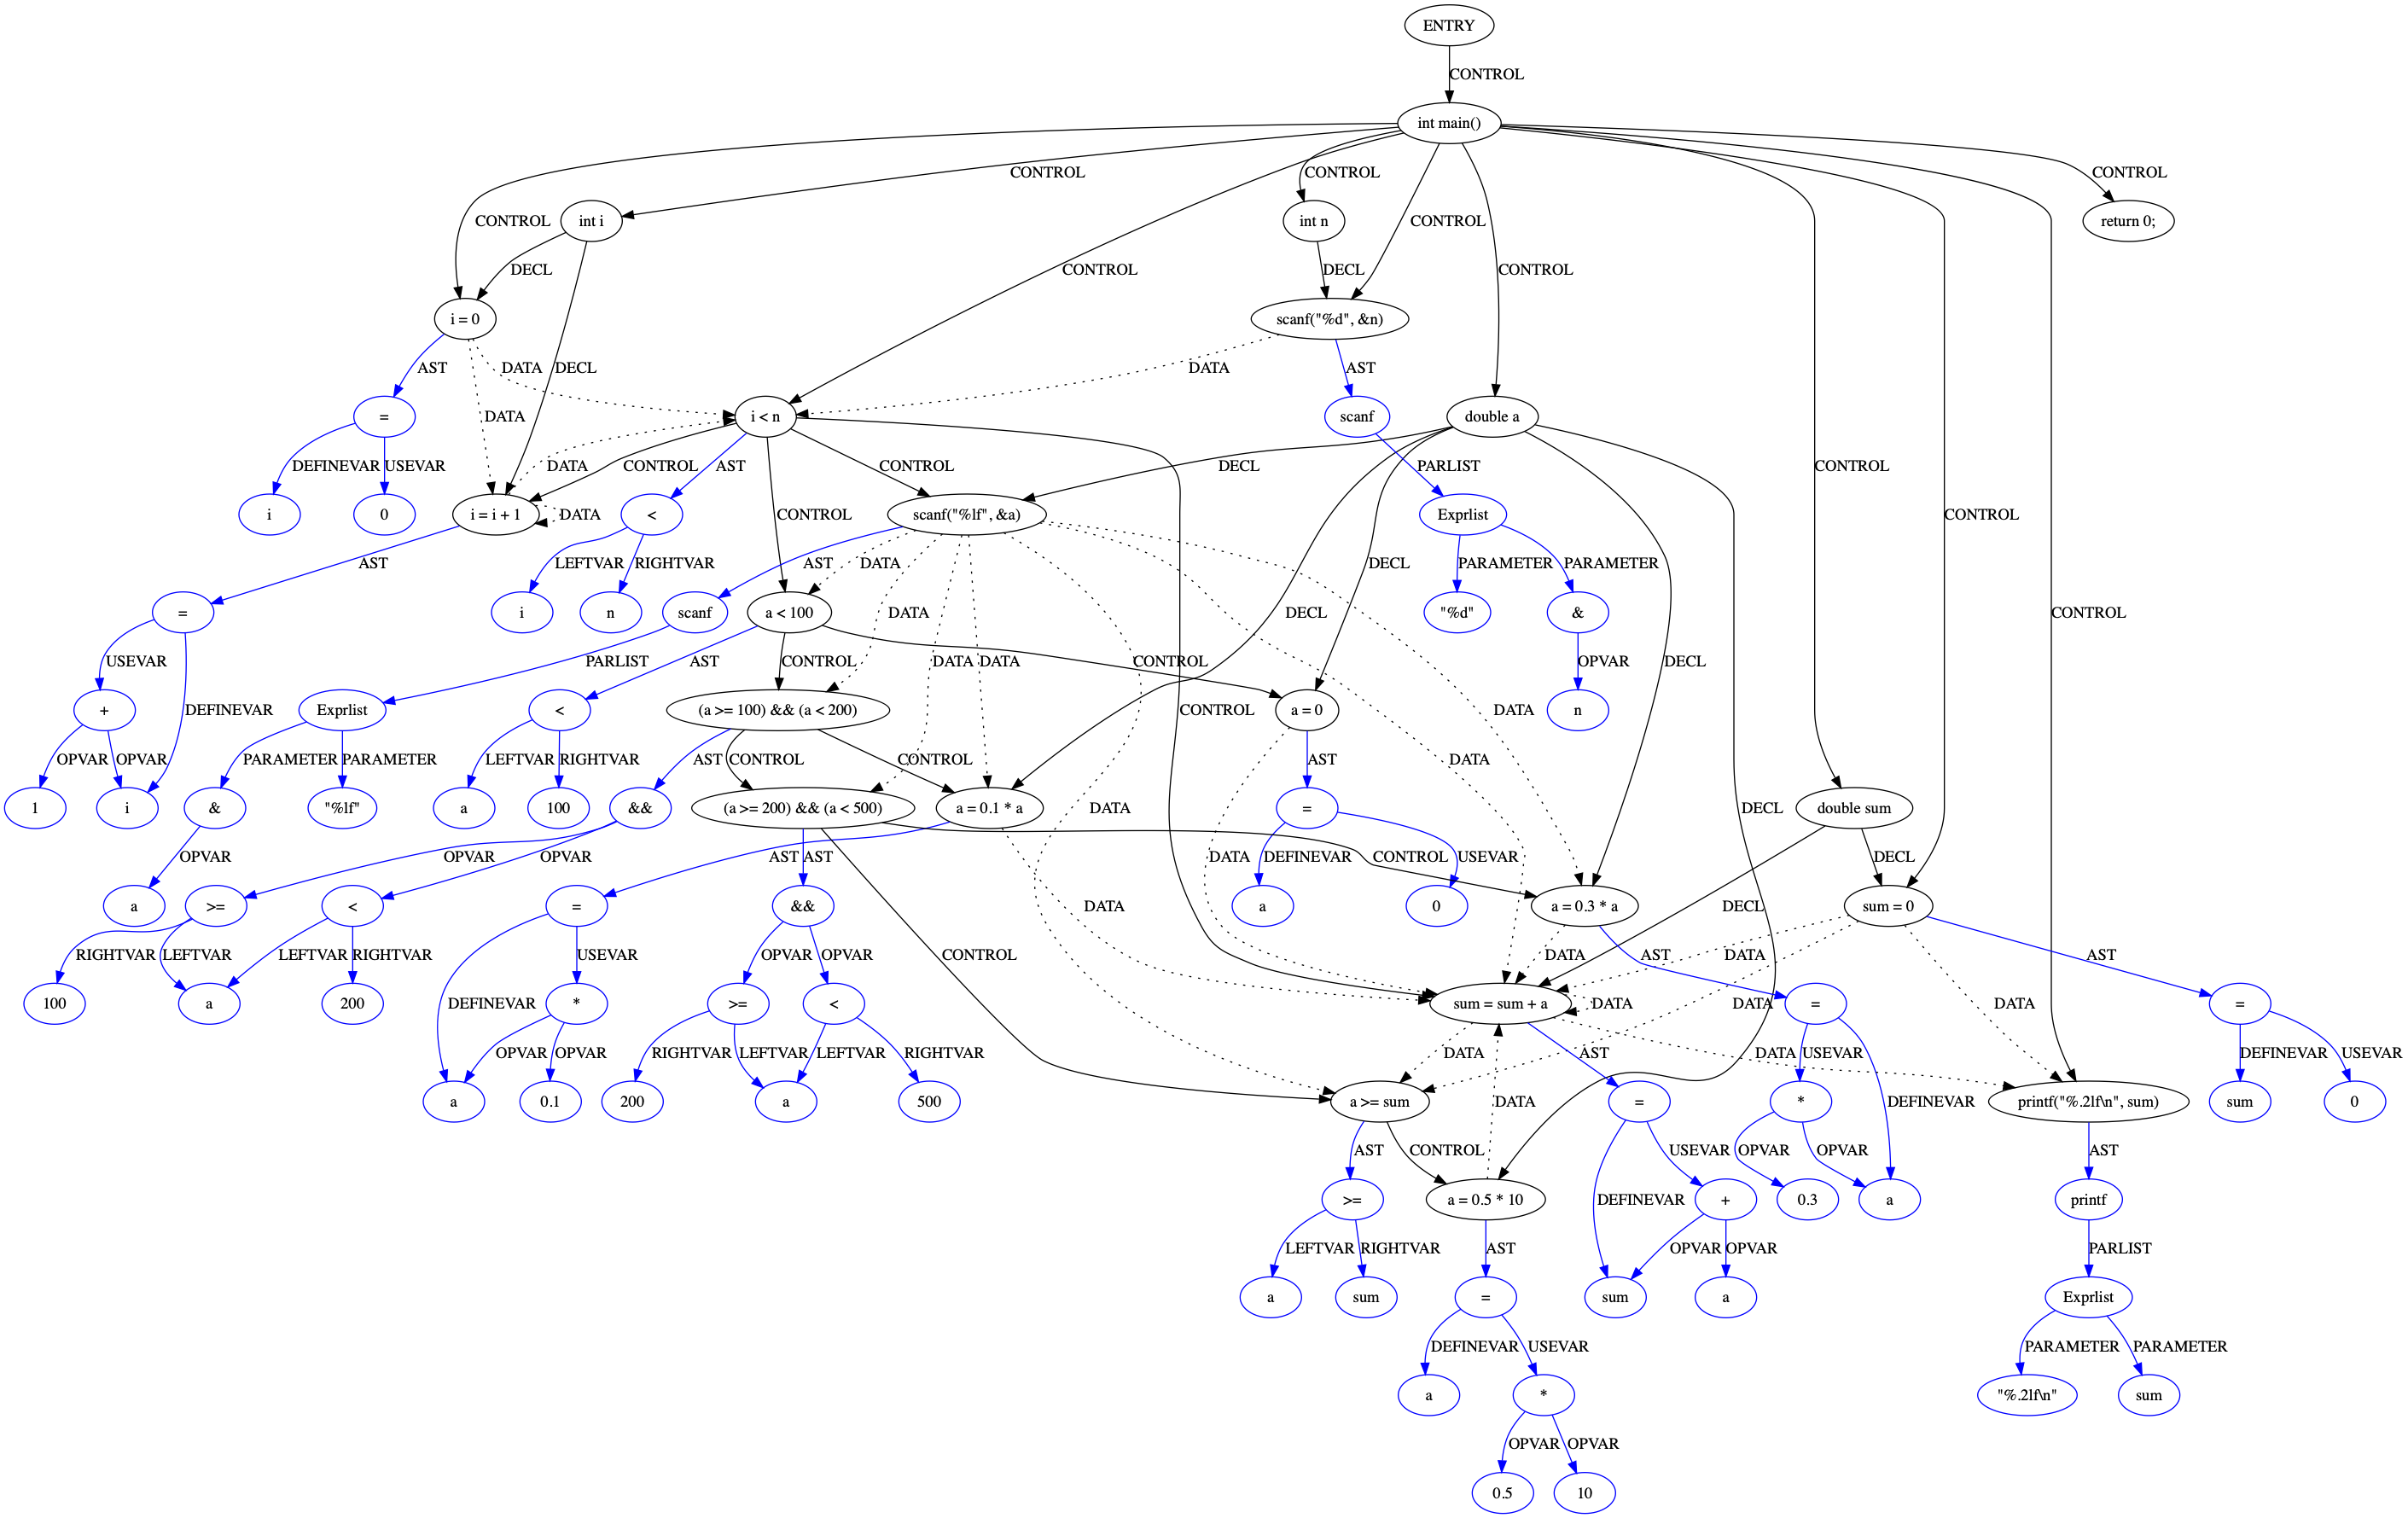 ENTRY
CONTROL
int main()
CONTROL
CONTROL
CONTROL
CONTROL
int i
int n
CONTROL
CONTROL
return 0;
DECL
CONTROL
DECL
CONTROL
i = 0
scanf("%d", &n)
AST
DATA
DECL
DATA
AST
=
i < n
scanf
double a
DEFINEVAR
USEVAR
DATA
DATA
CONTROL
AST
CONTROL
DECL
PARLIST
CONTROL
i
0
i = i + 1
DATA
<
CONTROL
scanf("%lf", &a)
Exprlist
CONTROL
AST
LEFTVAR
RIGHTVAR
AST
DATA
DECL
PARAMETER
PARAMETER
=
i
n
scanf
a < 100
DATA
DECL
"%d"
&
CONTROL
USEVAR
PARLIST
AST
CONTROL
DATA
DATA
CONTROL
DECL
OPVAR
+
DEFINEVAR
Exprlist
<
(a >= 100) && (a < 200)
CONTROL
a = 0
DATA
n
OPVAR
OPVAR
PARAMETER
PARAMETER
LEFTVAR
RIGHTVAR
AST
CONTROL
CONTROL
AST
DATA
1
i
&
"%lf"
a
100
&&
(a >= 200) && (a < 500)
a = 0.1 * a
DATA
=
DECL
double sum
OPVAR
OPVAR
OPVAR
AST
AST
DATA
DEFINEVAR
CONTROL
USEVAR
DECL
a
>=
<
=
&&
DATA
a
0
a = 0.3 * a
DECL
sum = 0
RIGHTVAR
LEFTVAR
LEFTVAR
RIGHTVAR
USEVAR
OPVAR
OPVAR
CONTROL
DATA
AST
DATA
AST
100
a
200
DEFINEVAR
*
>=
<
sum = sum + a
DATA
DATA
=
DATA
=
OPVAR
OPVAR
RIGHTVAR
LEFTVAR
LEFTVAR
RIGHTVAR
DATA
AST
DATA
USEVAR
DEFINEVAR
USEVAR
a
0.1
200
a
500
a >= sum
DATA
=
*
DEFINEVAR
printf("%.2lf\n", sum)
sum
0
AST
CONTROL
USEVAR
OPVAR
OPVAR
AST
>=
a = 0.5 * 10
DEFINEVAR
+
0.3
a
printf
LEFTVAR
RIGHTVAR
AST
OPVAR
OPVAR
PARLIST
a
sum
=
sum
a
Exprlist
DEFINEVAR
USEVAR
PARAMETER
PARAMETER
a
*
"%.2lf\n"
sum
OPVAR
OPVAR
0.5
10